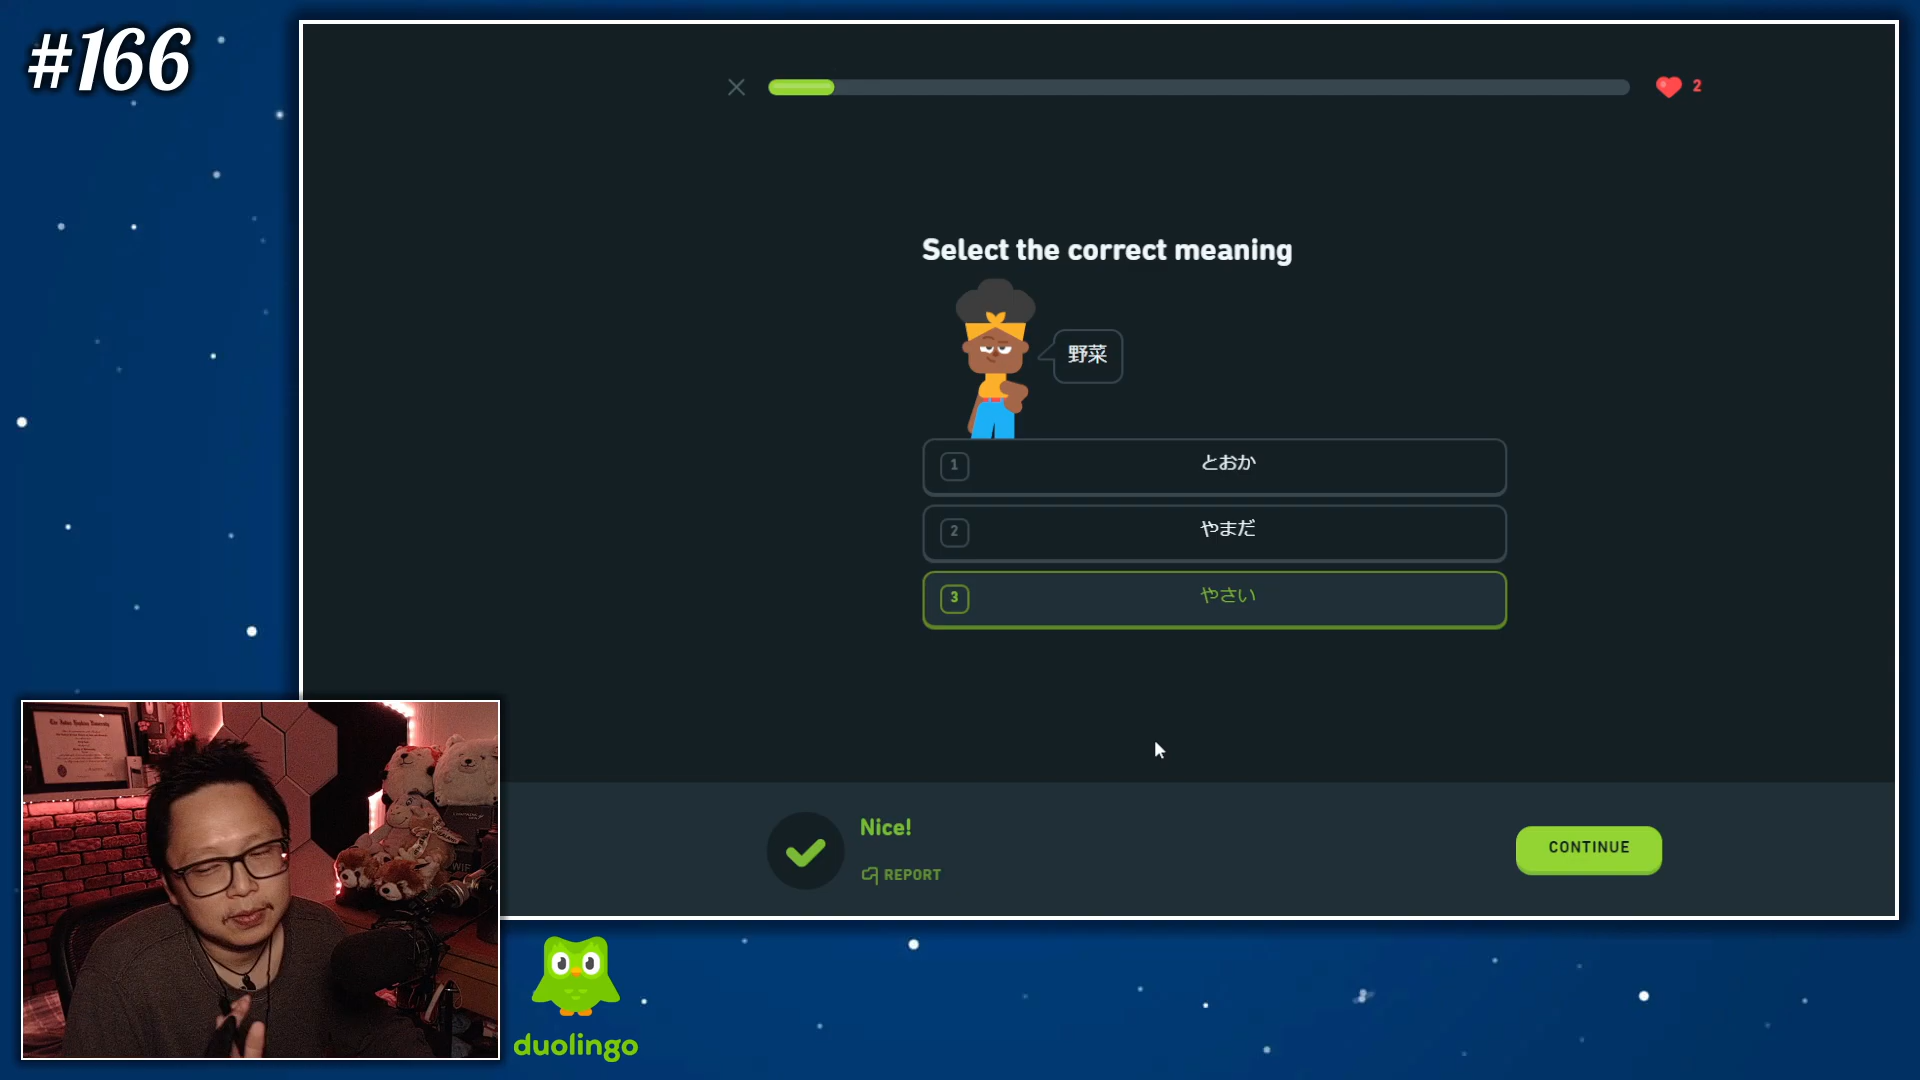 #166
2
Select the correct meaning
野菜
1
とおか
2
やまだ
3
やさい
Nice!
REPORT
CONTINUE
duolingo